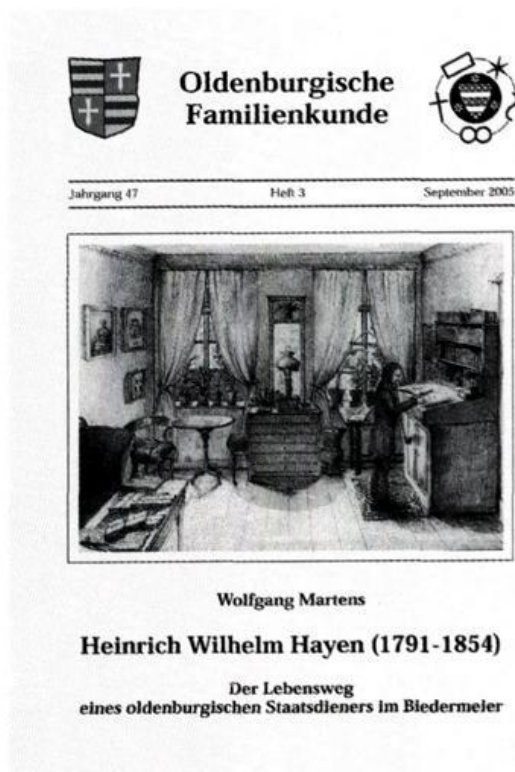 Oldenburgische
Familienkunde
Jahrgang 47 Heft 3 September 2005
Wolfgang Martens
Heinrich Wilhelm Hayen (1791-1854)
Der Lebensweg
eines oldenburgischen Staatsdieners im Biedermeier